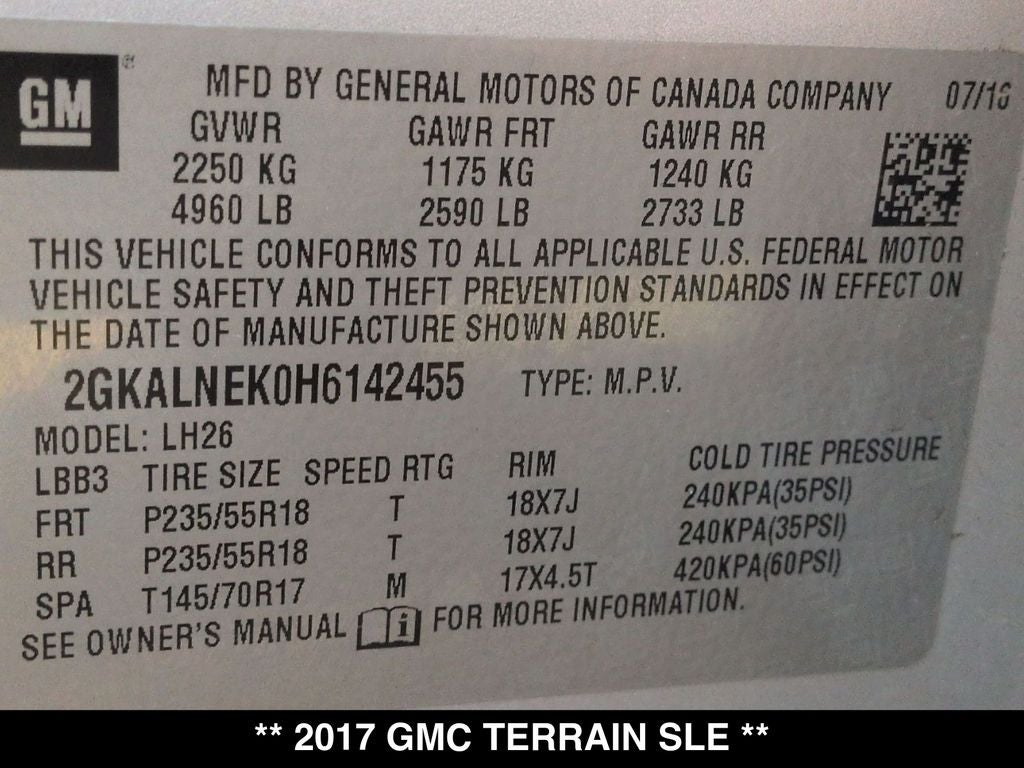 GM ®
MFD BY GENERAL MOTORS OF CANADA COMPANY 07/16
GVWR GAWR FRT GAWR RR
2250 KG 1175 KG 1240 KG
4960 LB 2590 LB 2733 LB
THIS VEHICLE CONFORMS TO ALL APPLICABLE U.S. FEDERAL MOTOR
VEHICLE SAFETY AND THEFT PREVENTION STANDARDS IN EFFECT ON
THE DATE OF MANUFACTURE SHOWN ABOVE.
2GKALNEK0H6142455 TYPE: M.P.V.
MODEL: LH26
LBB3 TIRE SIZE SPEED RTG RIM COLD TIRE PRESSURE
FRT P235/55R18 T 18X7J 240KPA(35PSI)
RR P235/55R18 T 18X7J 240KPA(35PSI)
SPA T145/70R17 M 17X4.5T 420KPA(60PSI)
SEE OWNER'S MANUAL i FOR MORE INFORMATION.
** 2017 GMC TERRAIN SLE **